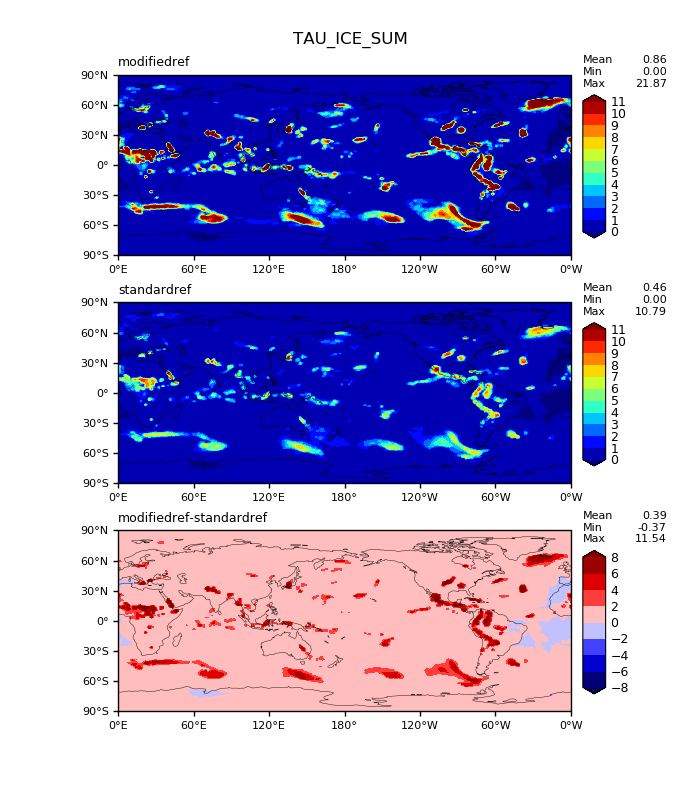 TAU_ICE_SUM
modifiedref
Mean 0.86
Min 0.00
Max 21.87
90°N
60°N
30°N
0°
30°S
60°S
90°S
0°E 60°E 120°E 180° 120°W 60°W 0°W
11
10
9
8
7
6
5
4
3
2
1
0
standardref
Mean 0.46
Min 0.00
Max 10.79
90°N
60°N
30°N
0°
30°S
60°S
90°S
0°E 60°E 120°E 180° 120°W 60°W 0°W
11
10
9
8
7
6
5
4
3
2
1
0
modifiedref-standardref
Mean 0.39
Min -0.37
Max 11.54
90°N
60°N
30°N
0°
30°S
60°S
90°S
0°E 60°E 120°E 180° 120°W 60°W 0°W
8
6
4
2
0
−2
−4
−6
−8